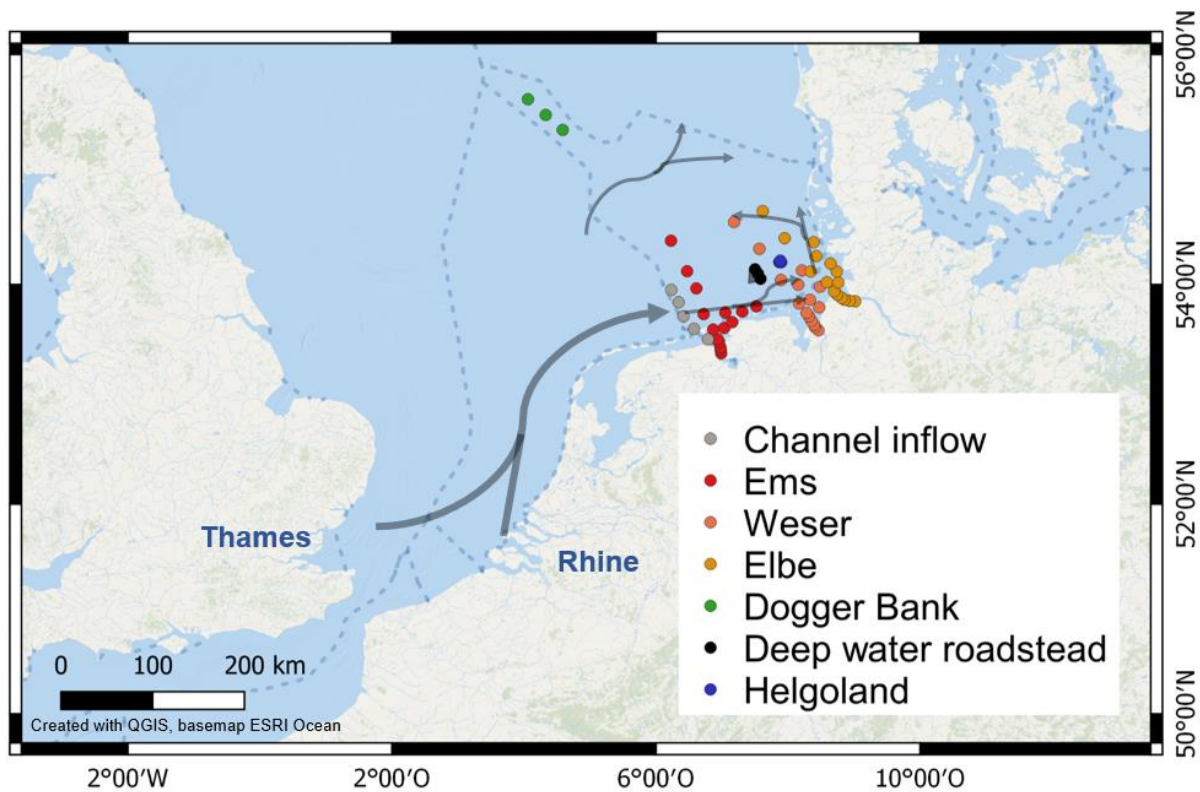 56°00'N
54°00'N
52°00'N
50°00'N
Thames
Rhine
Channel inflow
Ems
Weser
Elbe
Dogger Bank
Deep water roadstead
Helgoland
0 100 200 km
Created with QGIS, basemap ESRI Ocean
2°00'W 2°00'O 6°00'O 10°00'O